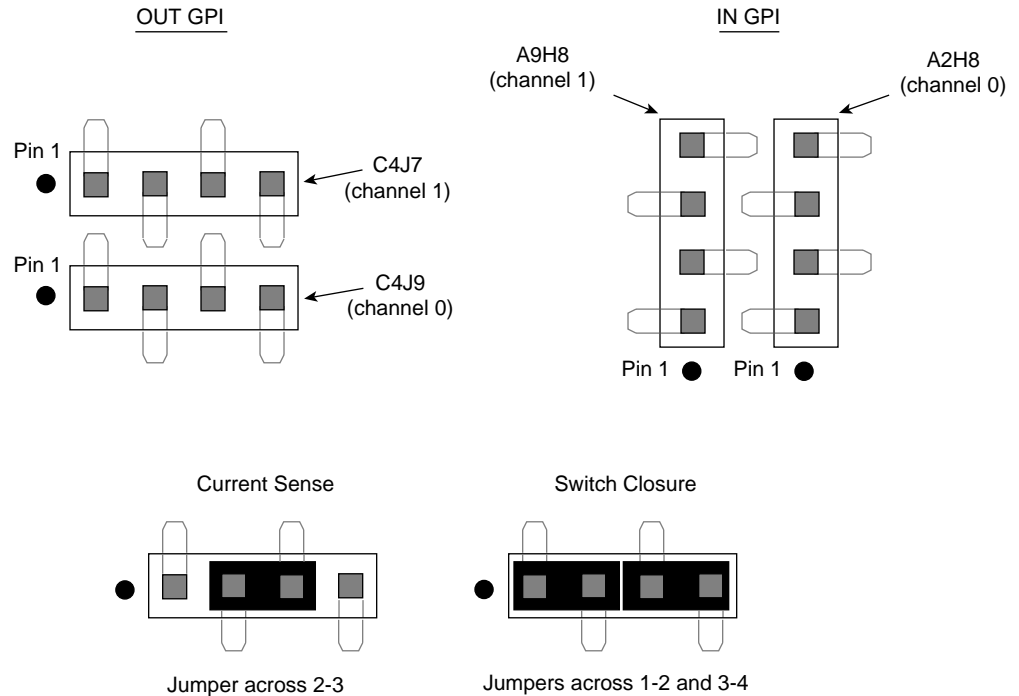 OUT GPI
IN GPI
A9H8
(channel 1)
A2H8
(channel 0)
Pin 1
C4J7
(channel 1)
Pin 1
C4J9
(channel 0)
Pin 1
Pin 1
Current Sense
Switch Closure
Jumper across 2-3
Jumpers across 1-2 and 3-4